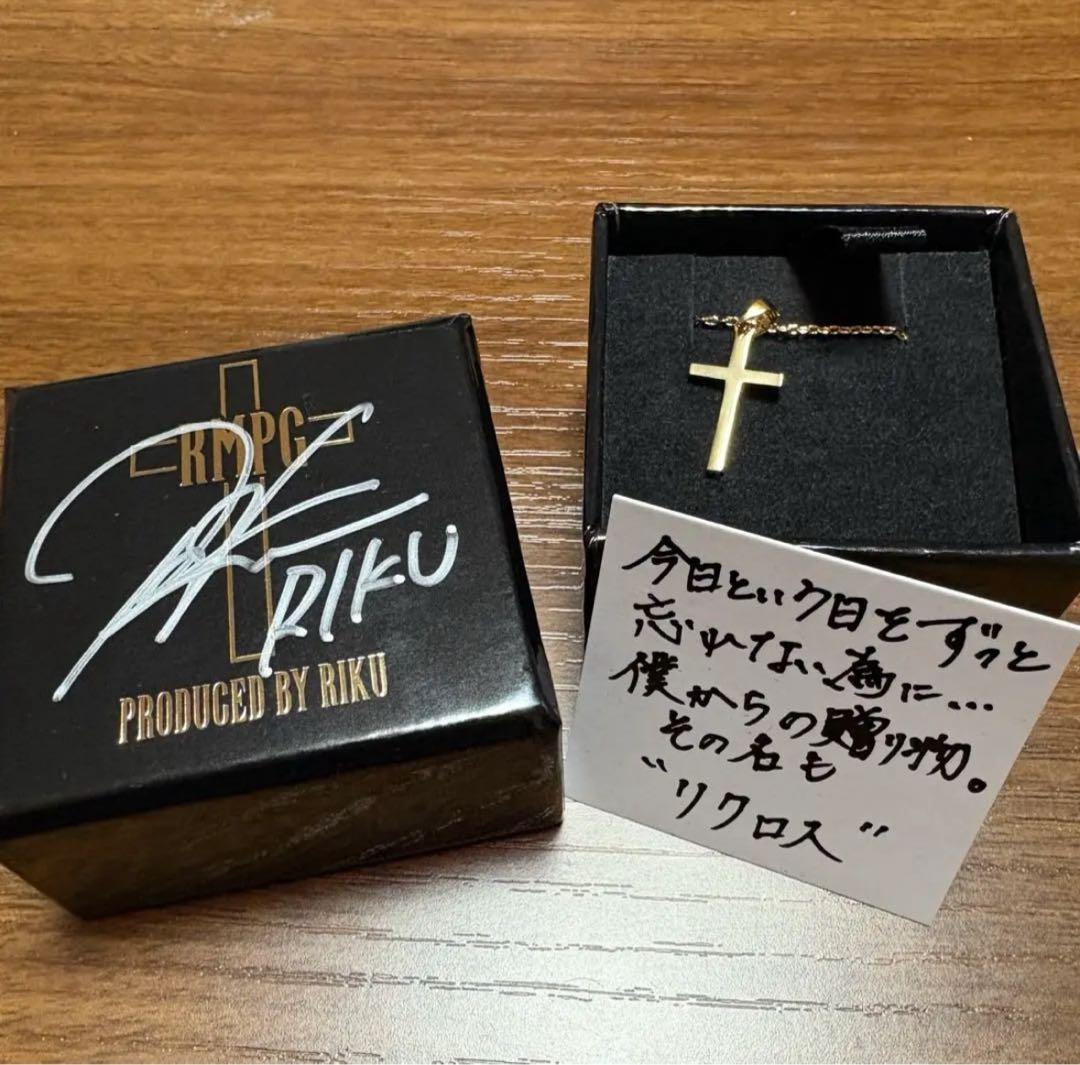 RMPG
RIKU
PRODUCED BY RIKU
今日という日をずっと
忘れない為に...
僕からの贈り物。
その名も
"リクロス"